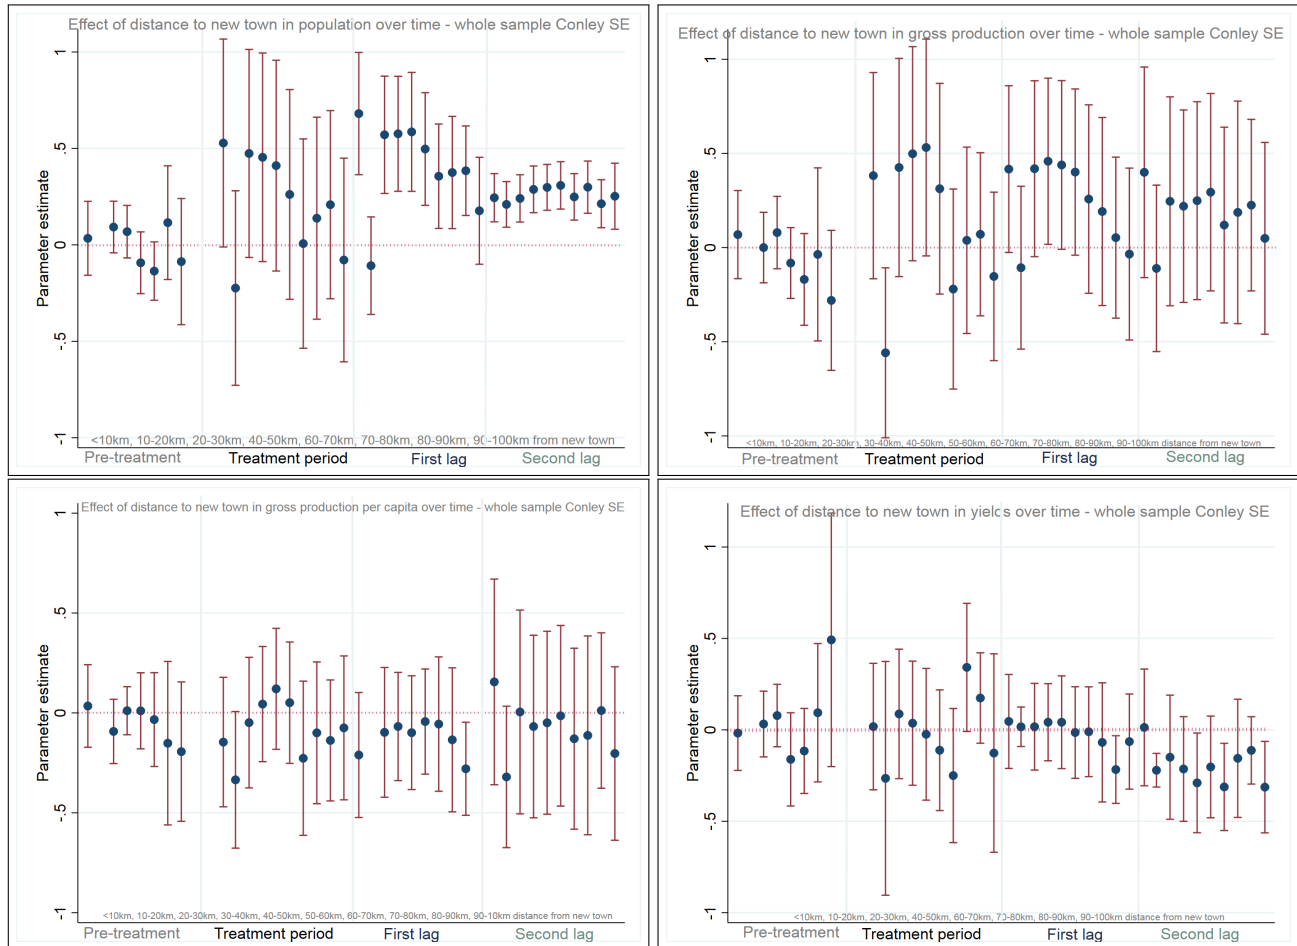 Effect of distance to new town in population over time - whole sample Conley SE
1
.5
0
-.5
-1
Parameter estimate
<10km, 10-20km, 20-30km, 40-50km, 60-70km, 70-80km, 80-90km, 90-100km from new town
Pre-treatment Treatment period First lag Second lag
Effect of distance to new town in gross production over time - whole sample Conley SE
1
.5
0
-.5
-1
Parameter estimate
<10km, 10-20km, 20-30km, 30-40km, 40-50km, 50-60km, 60-70km, 70-80km, 80-90km, 90-100km distance from new town
Pre-treatment Treatment period First lag Second lag
Effect of distance to new town in gross production per capita over time - whole sample Conley SE
1
.5
0
-.5
-1
Parameter estimate
<10km, 10-20km, 20-30km, 30-40km, 40-50km, 50-60km, 60-70km, 70-80km, 80-90km, 90-10km distance from new town
Pre-treatment Treatment period First lag Second lag
Effect of distance to new town in yields over time - whole sample Conley SE
1
.5
0
-.5
-1
Parameter estimate
<10km, 10-20km, 20-30km, 40-50km, 60-70km, 70-80km, 80-90km, 90-100km distance from new town
Pre-treatment Treatment period First lag Second lag